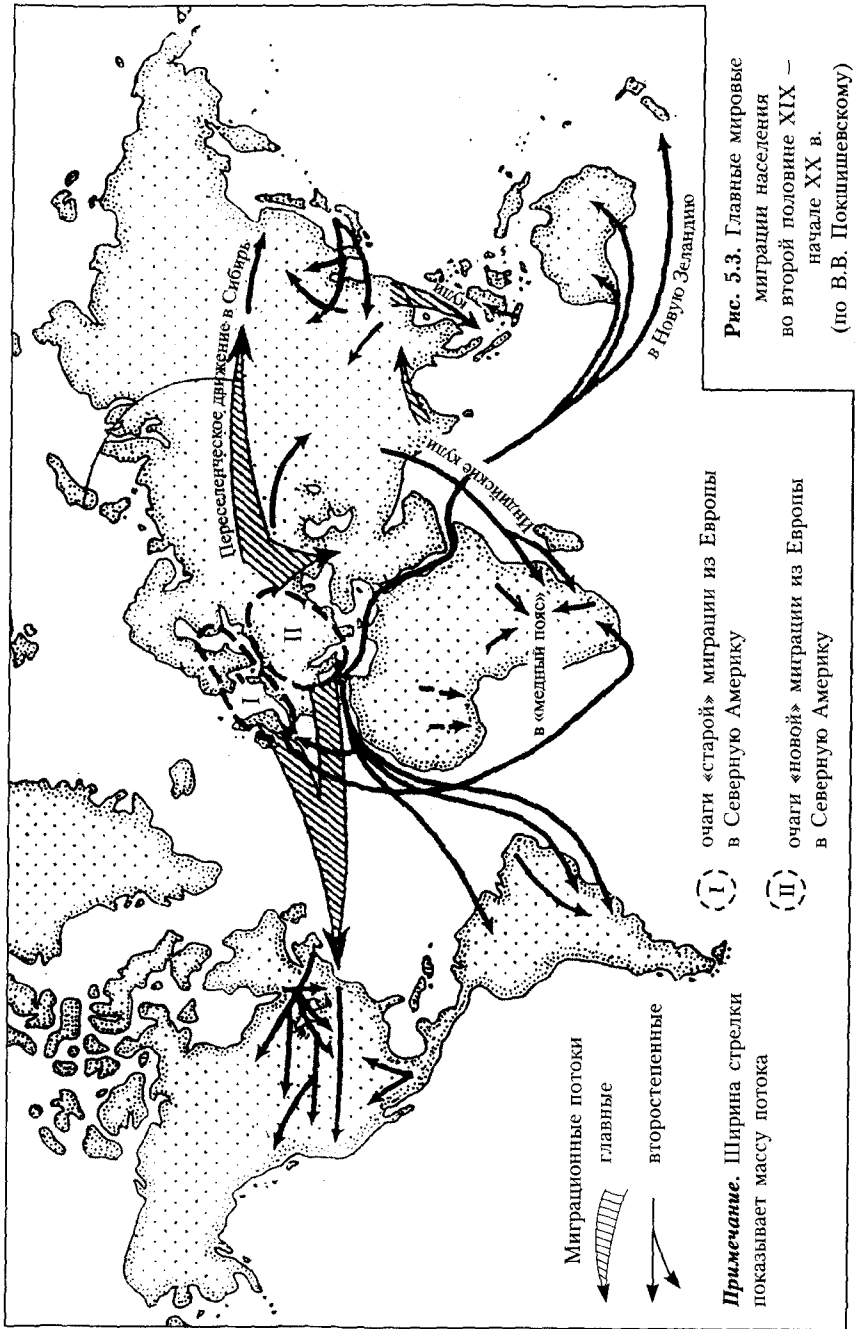 Переселенческое движение в Сибирь
кули
Индийские кули
в «медный пояс»
в Новую Зеландию
I
II
Миграционные потоки
главные
второстепенные
Примечание. Ширина стрелки
показывает массу потока
I
очаги «старой» миграции из Европы
в Северную Америку
II
очаги «новой» миграции из Европы
в Северную Америку
Рис. 5.3. Главные мировые
миграции населения
во второй половине XIX –
начале XX в.
(по В.В. Покшишевскому)